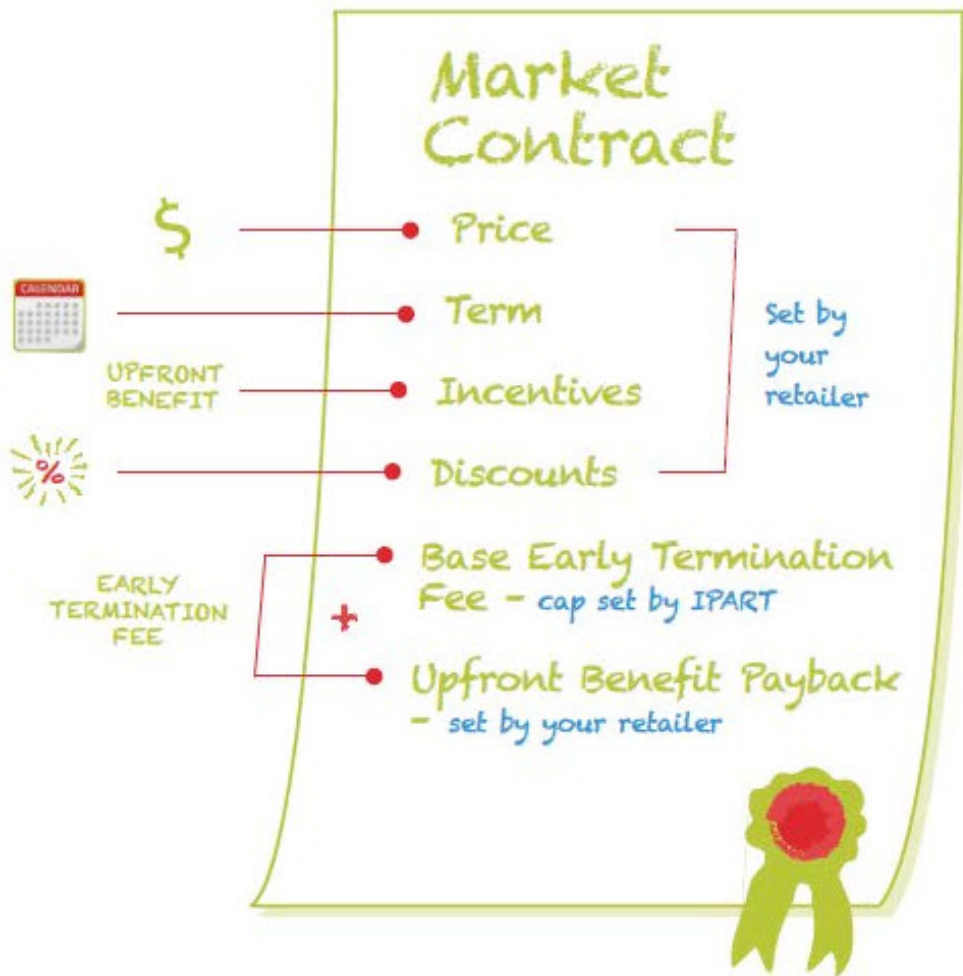 Market
Contract
$
Price
CALENDAR
Term
Set by
your
retailer
UPFRONT
BENEFIT
Incentives
%
Discounts
EARLY
TERMINATION
FEE
+
Base Early Termination
Fee - cap set by IPART
Upfront Benefit Payback
- set by your retailer